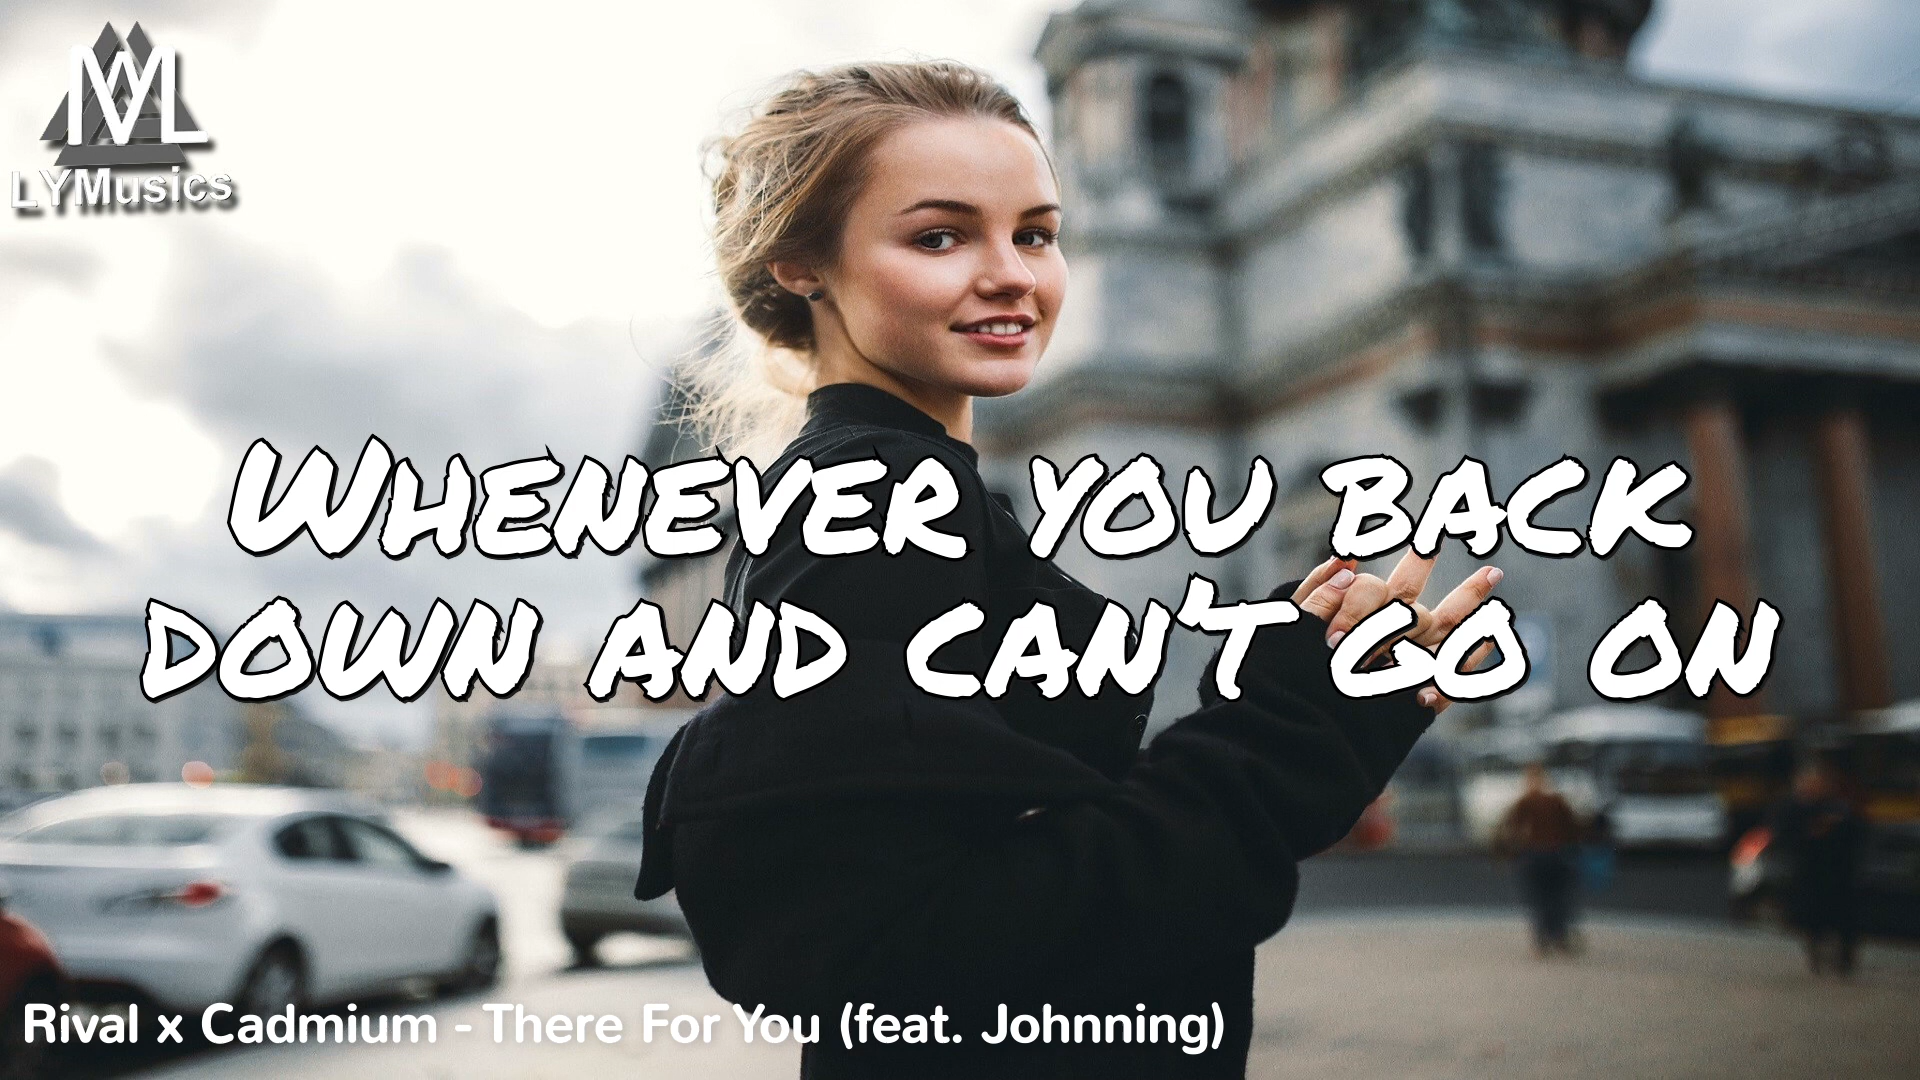 LYMusics
Whenever you back
down and can't go on
Rival x Cadmium - There For You (feat. Johnning)